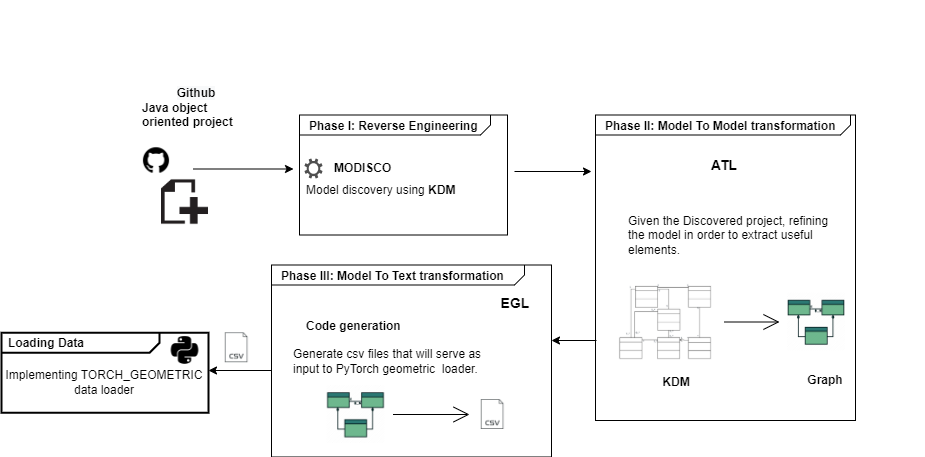 Github
Java object
oriented project
Phase I: Reverse Engineering
MODISCO
Model discovery using KDM
Phase II: Model To Model transformation
ATL
Given the Discovered project, refining
the model in order to extract useful
elements.
KDM
Graph
Phase III: Model To Text transformation
EGL
Code generation
Generate csv files that will serve as
input to PyTorch geometric loader.
CSV
CSV
Loading Data
Implementing TORCH_GEOMETRIC
data loader